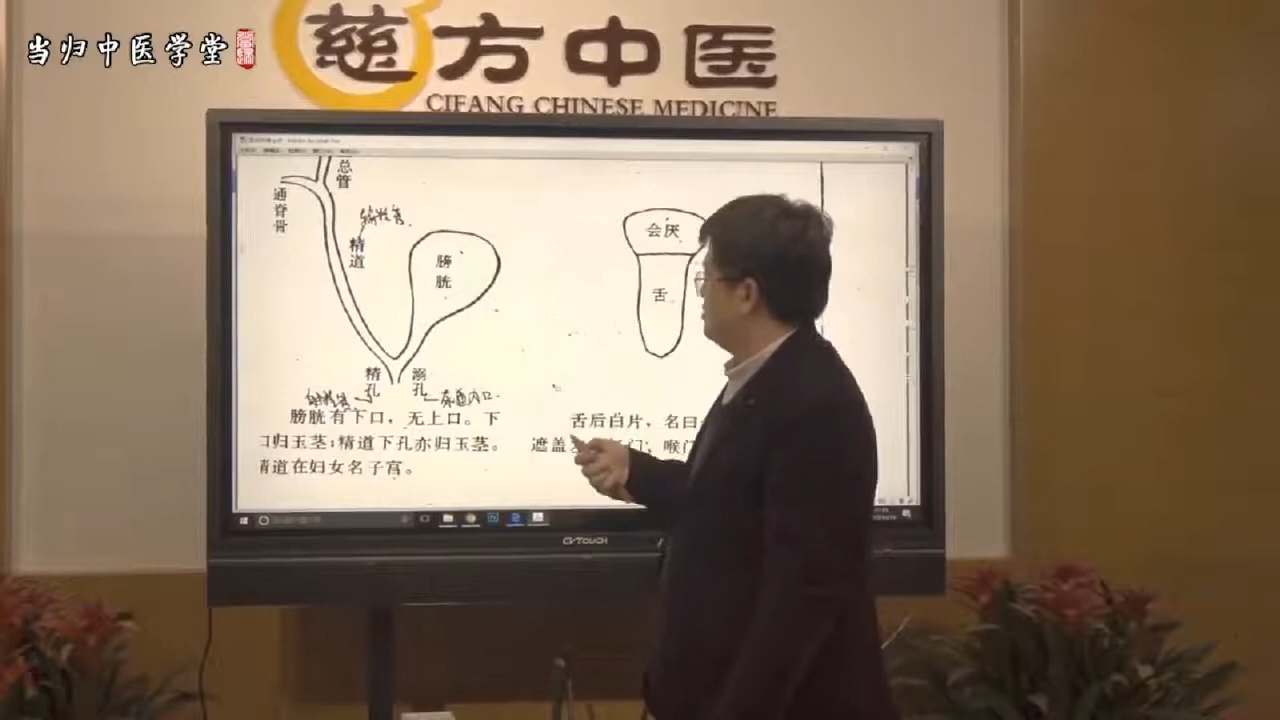 当归中医学堂
慈方中医
CIFANG CHINESE MEDICINE
总管
通脊骨
精道
膀胱
会厌
舌
精孔
溺孔
膀胱有下口，无上口。下
口归玉茎；精道下孔亦归玉茎。
精道在妇女名子宫。
舌后白片，名曰
遮盖
门；喉门
CVTOUCH